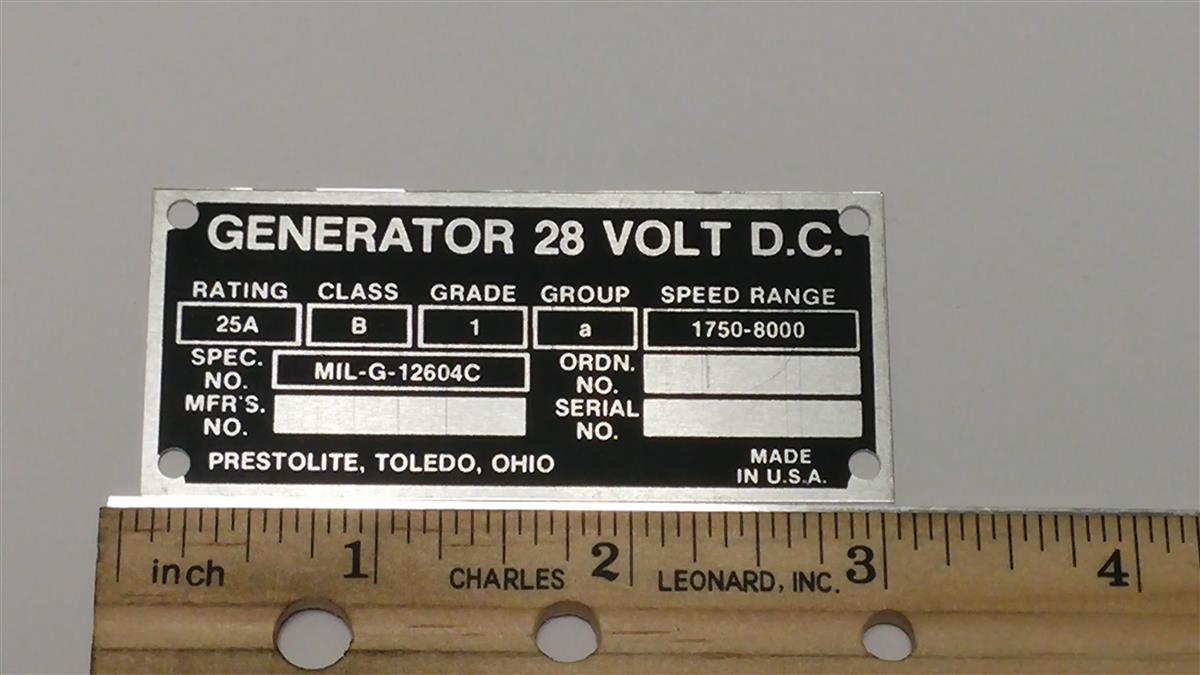 GENERATOR 28 VOLT D.C.
RATING CLASS GRADE GROUP SPEED RANGE
25A B 1 a 1750-8000
SPEC. NO. MIL-G-12604C ORDN. NO.
MFR'S. NO. SERIAL NO.
PRESTOLITE, TOLEDO, OHIO MADE IN U.S.A.
1 2 3 4
inch CHARLES LEONARD, INC.